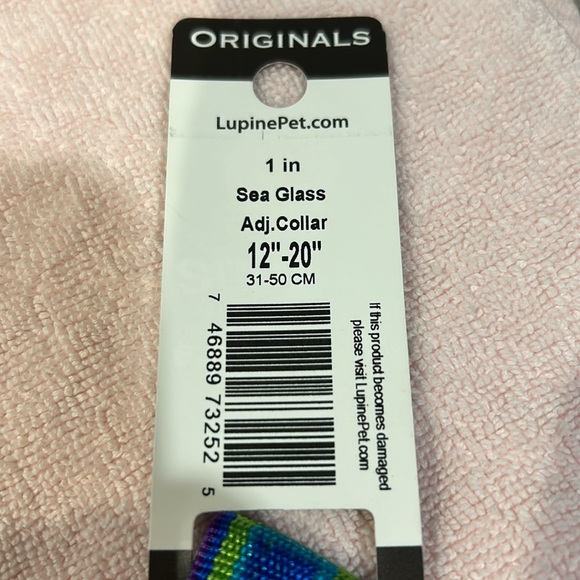 ORIGINALS
LupinePet.com
1 in
Sea Glass
Adj.Collar
12"-20"
31-50 CM
7 46889 73252 5
If this product becomes damaged
please visit LupinePet.com